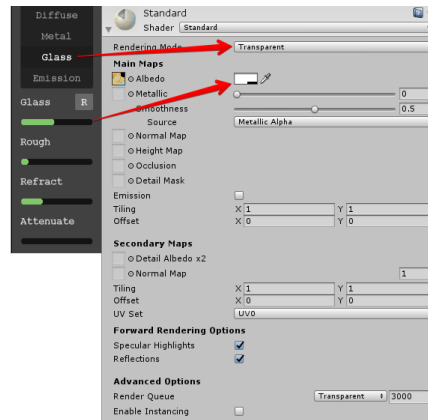 Diffuse
Metal
Glass
Emission
Glass R
Rough
Refract
Attenuate
Standard
Shader Standard
Rendering Mode Transparent
Main Maps
Albedo
Metallic 0
Smoothness 0.5
Source Metallic Alpha
Normal Map
Height Map
Occlusion
Detail Mask
Emission
Tiling X 1 Y 1
Offset X 0 Y 0
Secondary Maps
Detail Albedo x2
Normal Map 1
Tiling X 1 Y 1
Offset X 0 Y 0
UV Set UV0
Forward Rendering Options
Specular Highlights
Reflections
Advanced Options
Render Queue Transparent 3000
Enable Instancing